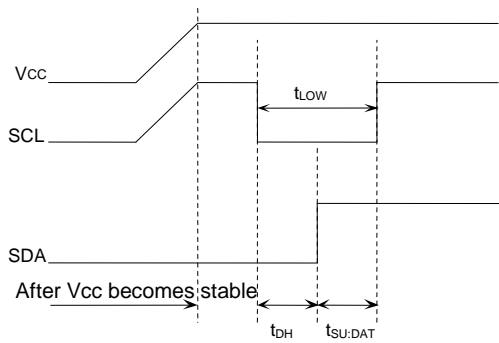 Vcc
tLOW
SCL
SDA
After Vcc becomes stable
tDH
tSU:DAT